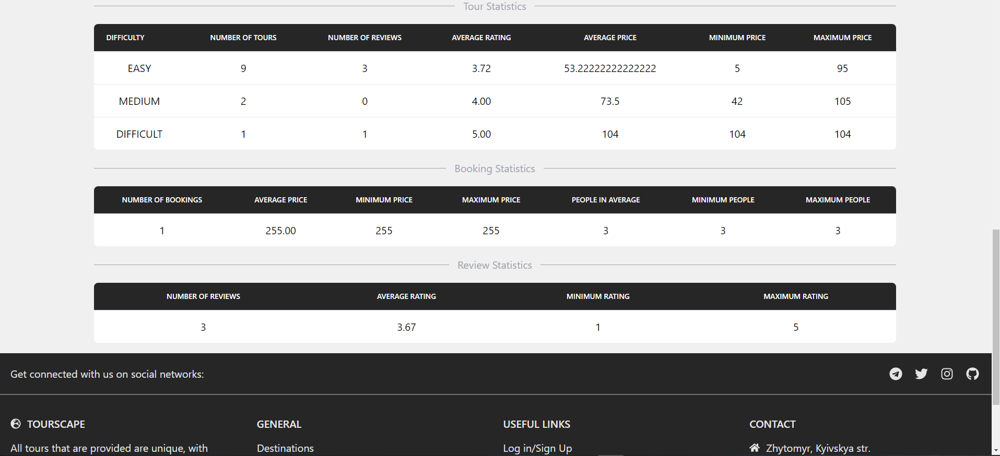 Tour Statistics
DIFFICULTY NUMBER OF TOURS NUMBER OF REVIEWS AVERAGE RATING AVERAGE PRICE MINIMUM PRICE MAXIMUM PRICE
EASY 9 3 3.72 53.22222222222222 5 95
MEDIUM 2 0 4.00 73.5 42 105
DIFFICULT 1 1 5.00 104 104 104
Booking Statistics
NUMBER OF BOOKINGS AVERAGE PRICE MINIMUM PRICE MAXIMUM PRICE PEOPLE IN AVERAGE MINIMUM PEOPLE MAXIMUM PEOPLE
1 255.00 255 255 3 3 3
Review Statistics
NUMBER OF REVIEWS AVERAGE RATING MINIMUM RATING MAXIMUM RATING
3 3.67 1 5
Get connected with us on social networks:
TOURSCAPE GENERAL USEFUL LINKS CONTACT
All tours that are provided are unique, with Destinations Log in/Sign Up Zhytomyr, Kyivskya str.